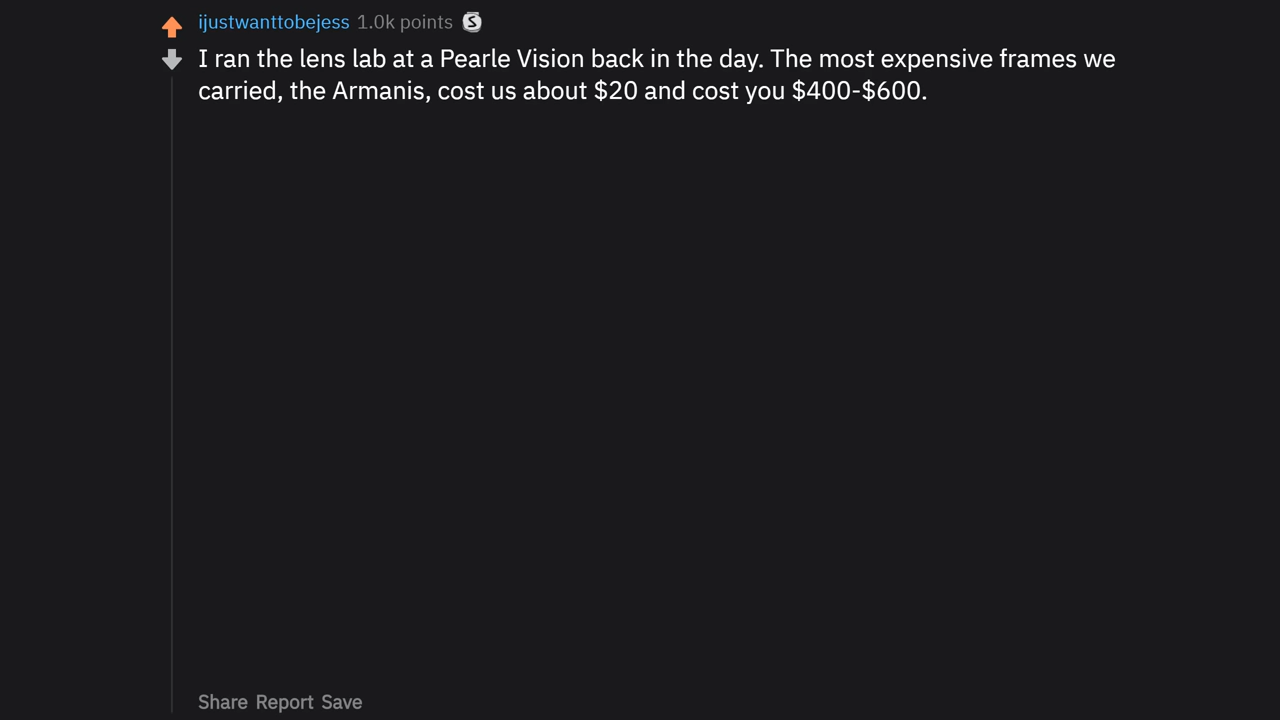 ijustwanttobejess 1.0k points S
I ran the lens lab at a Pearle Vision back in the day. The most expensive frames we
carried, the Armanis, cost us about $20 and cost you $400-$600.
Share Report Save